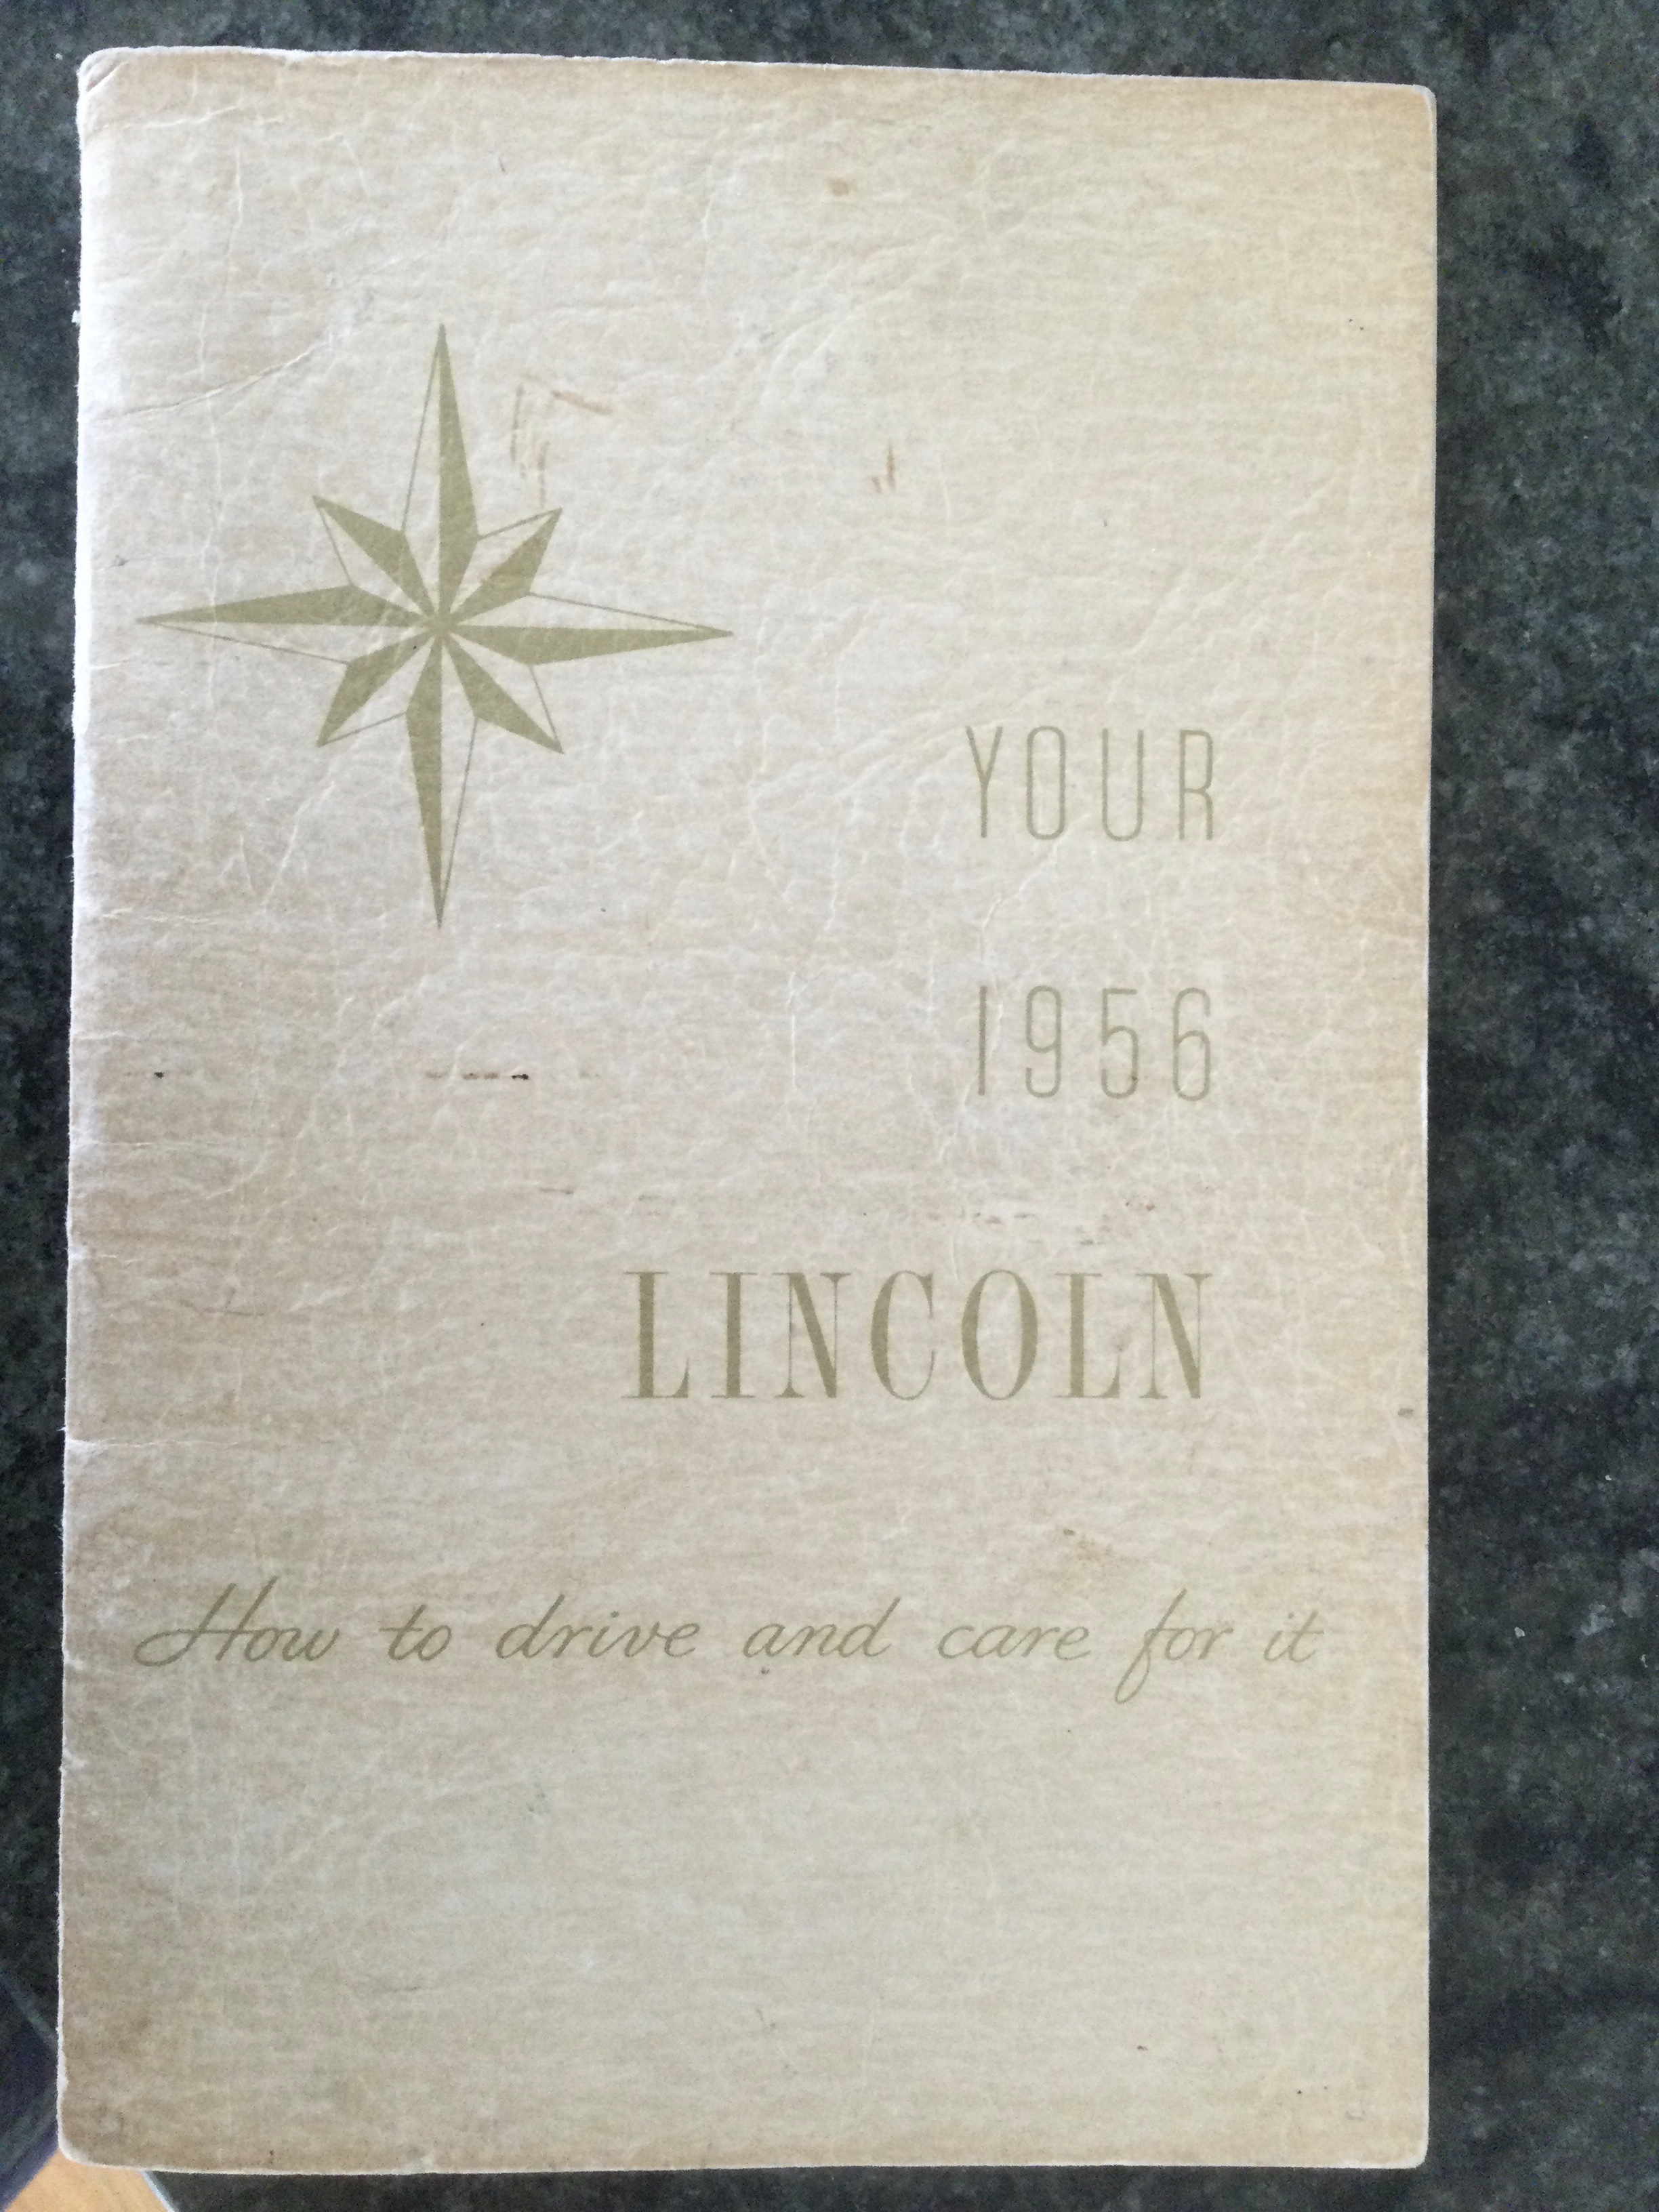 YOUR
1956
LINCOLN
How to drive and care for it